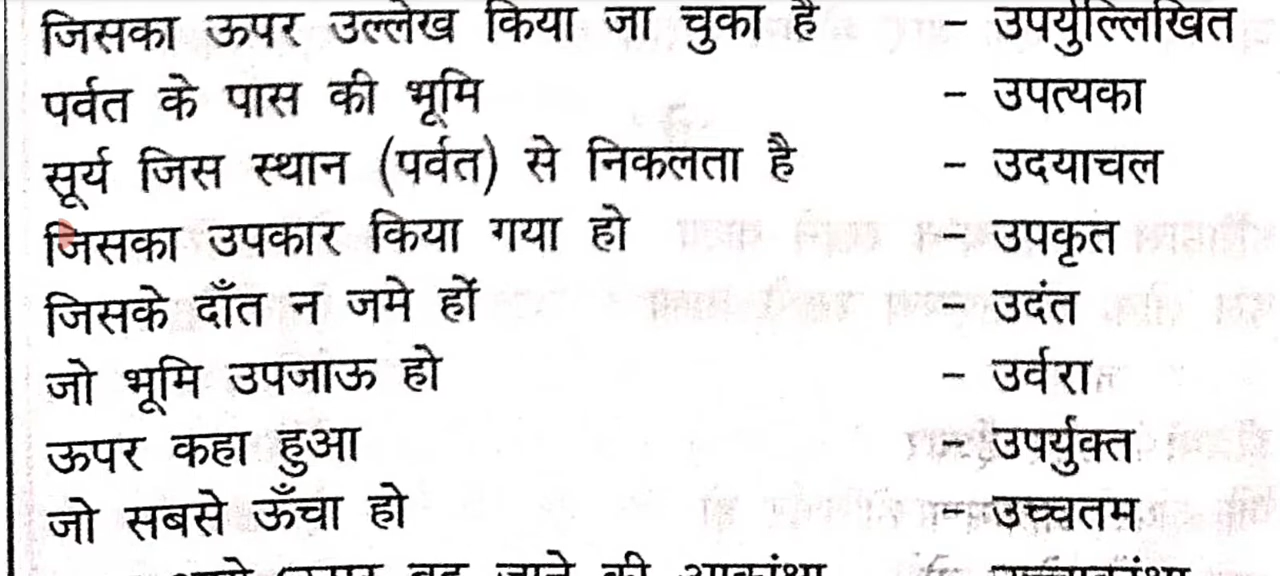 जिसका ऊपर उल्लेख किया जा चुका है – उपर्युल्लिखित
पर्वत के पास की भूमि – उपत्यका
सूर्य जिस स्थान (पर्वत) से निकलता है – उदयाचल
जिसका उपकार किया गया हो – उपकृत
जिसके दाँत न जमे हों – उदंत
जो भूमि उपजाऊ हो – उर्वरा
ऊपर कहा हुआ – उपर्युक्त
जो सबसे ऊँचा हो – उच्चतम